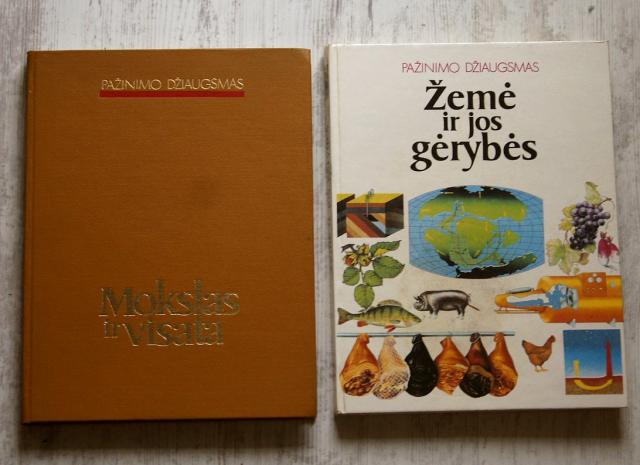 PAŽINIMO DŽIAUGSMAS
Mokslas
ir visata
PAŽINIMO DŽIAUGSMAS
Žemė
ir jos
gėrybės